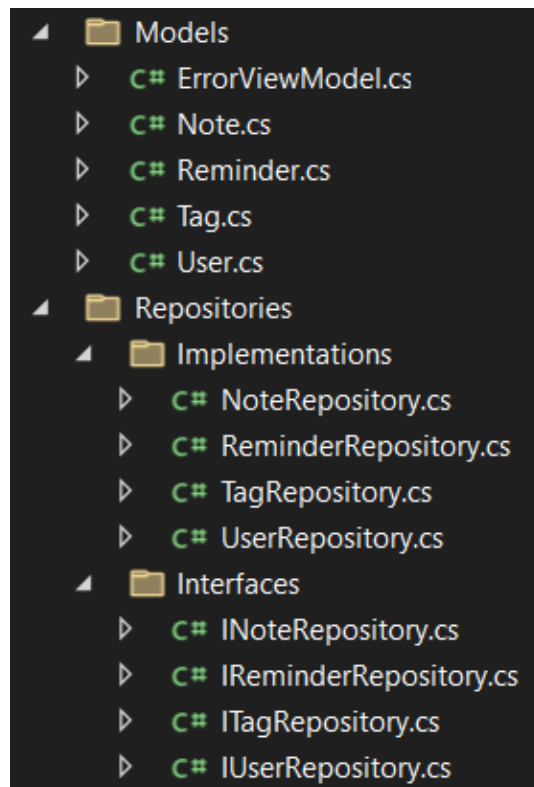 Models
C# ErrorViewModel.cs
C# Note.cs
C# Reminder.cs
C# Tag.cs
C# User.cs
Repositories
Implementations
C# NoteRepository.cs
C# ReminderRepository.cs
C# TagRepository.cs
C# UserRepository.cs
Interfaces
C# INoteRepository.cs
C# IReminderRepository.cs
C# ITagRepository.cs
C# IUserRepository.cs